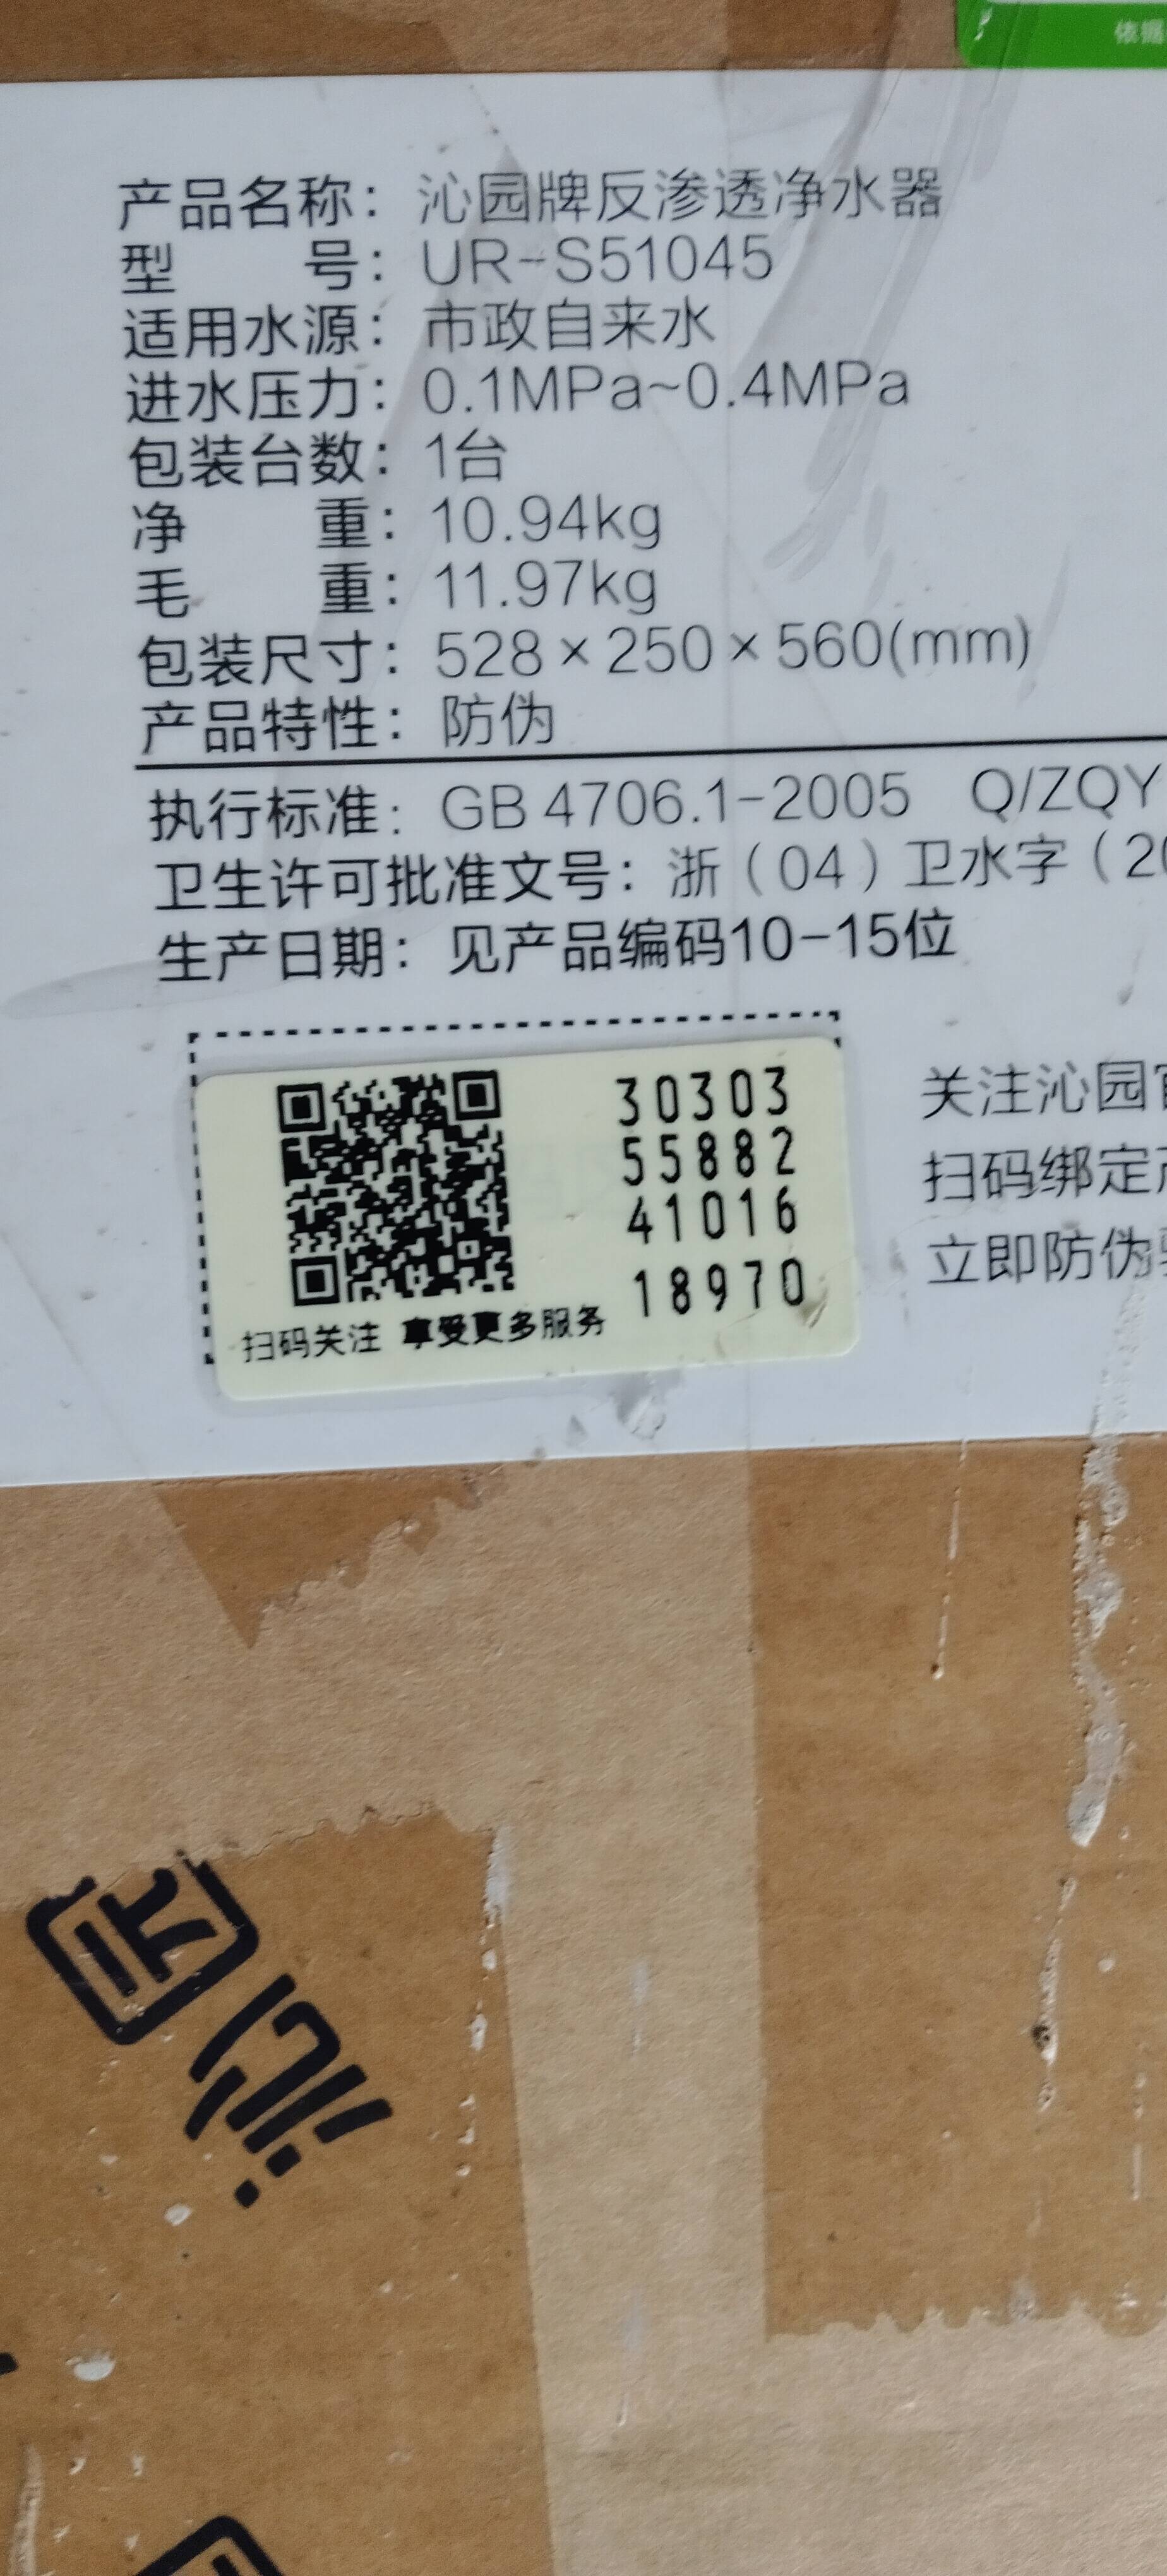 依据
产品名称：沁园牌反渗透净水器
型号：UR-S51045
适用水源：市政自来水
进水压力：0.1MPa~0.4MPa
包装台数：1台
净重：10.94kg
毛重：11.97kg
包装尺寸：528×250×560(mm)
产品特性：防伪
执行标准：GB 4706.1-2005 Q/ZQY
卫生许可批准文号：浙（04）卫水字（20
生产日期：见产品编码10-15位
30303
55882
41016
18970
扫码关注 享受更多服务
关注沁园官
扫码绑定
立即防伪
沁园